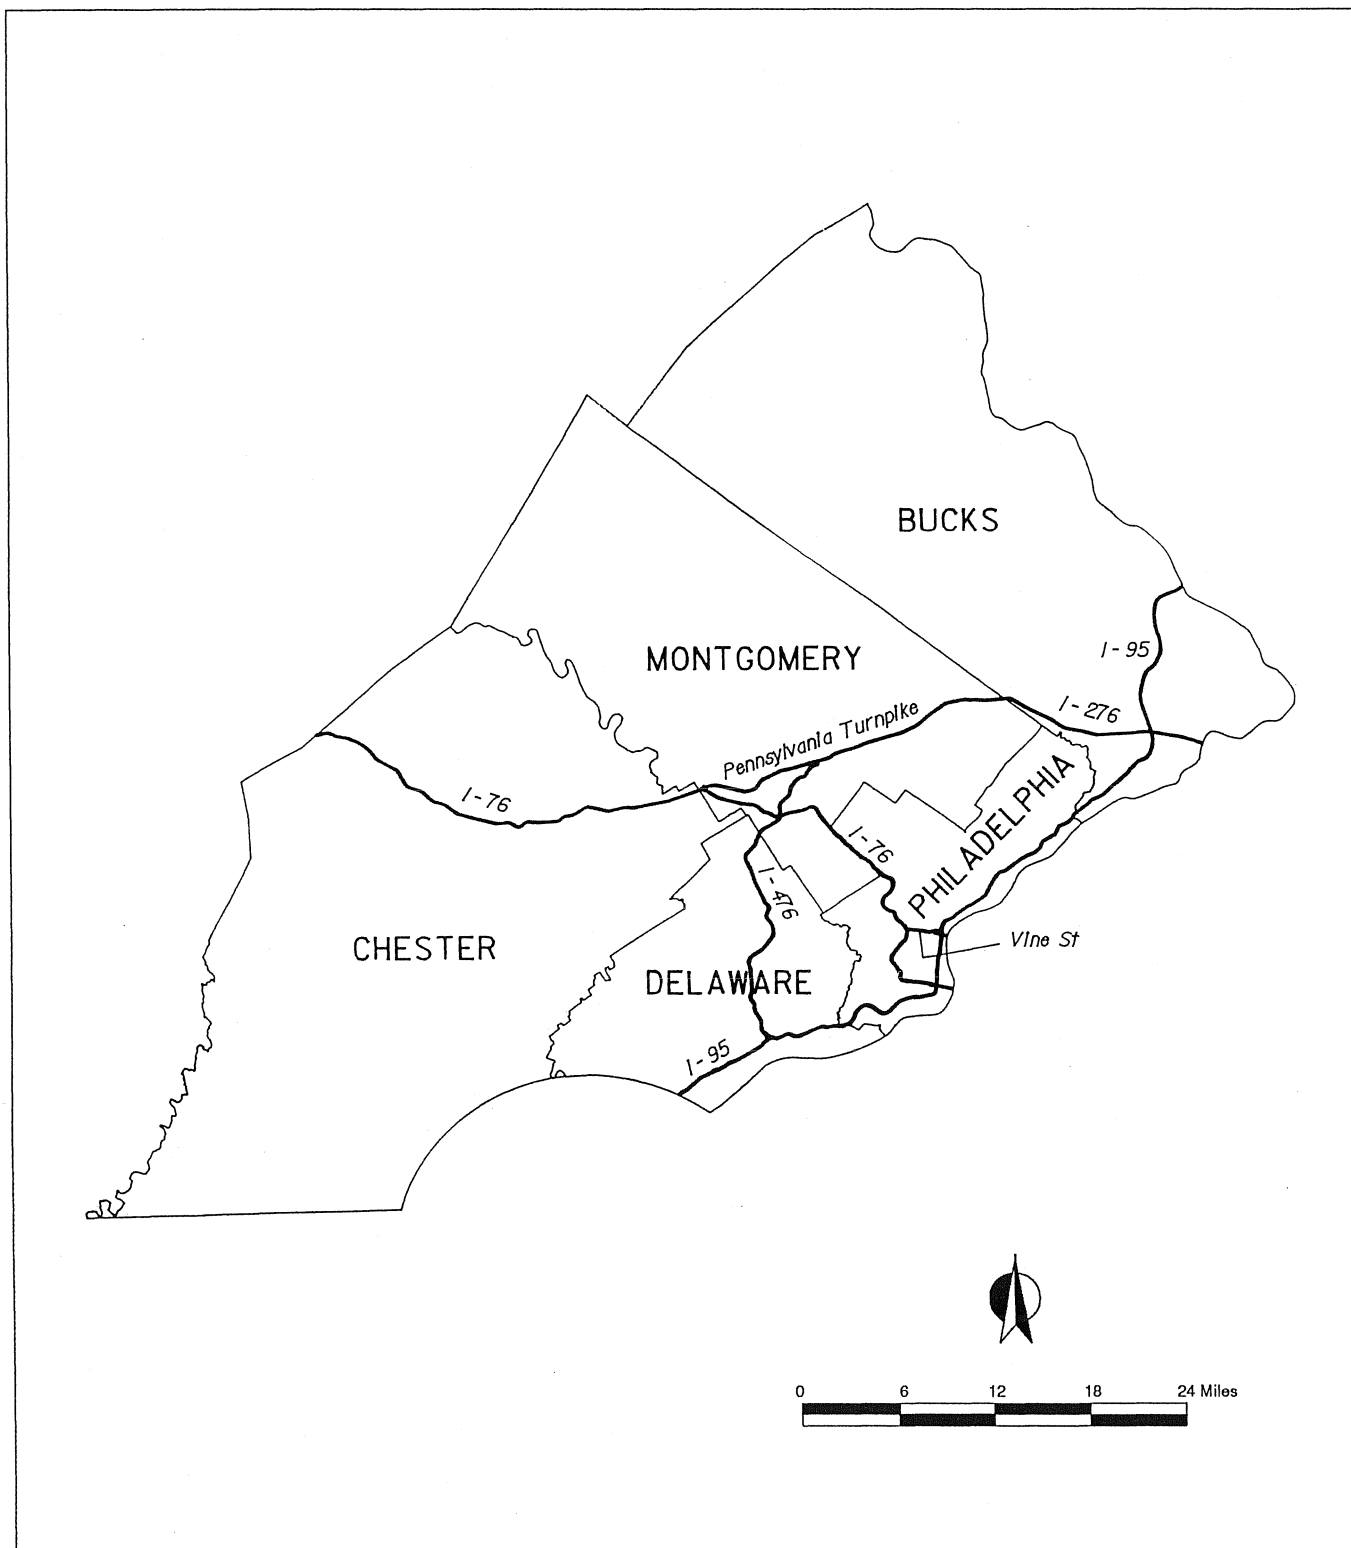 BUCKS
MONTGOMERY
I-95
I-276
Pennsylvania Turnpike
I-76
I-76
PHILADELPHIA
I-476
Vine St
CHESTER
DELAWARE
I-95
0 6 12 18 24 Miles